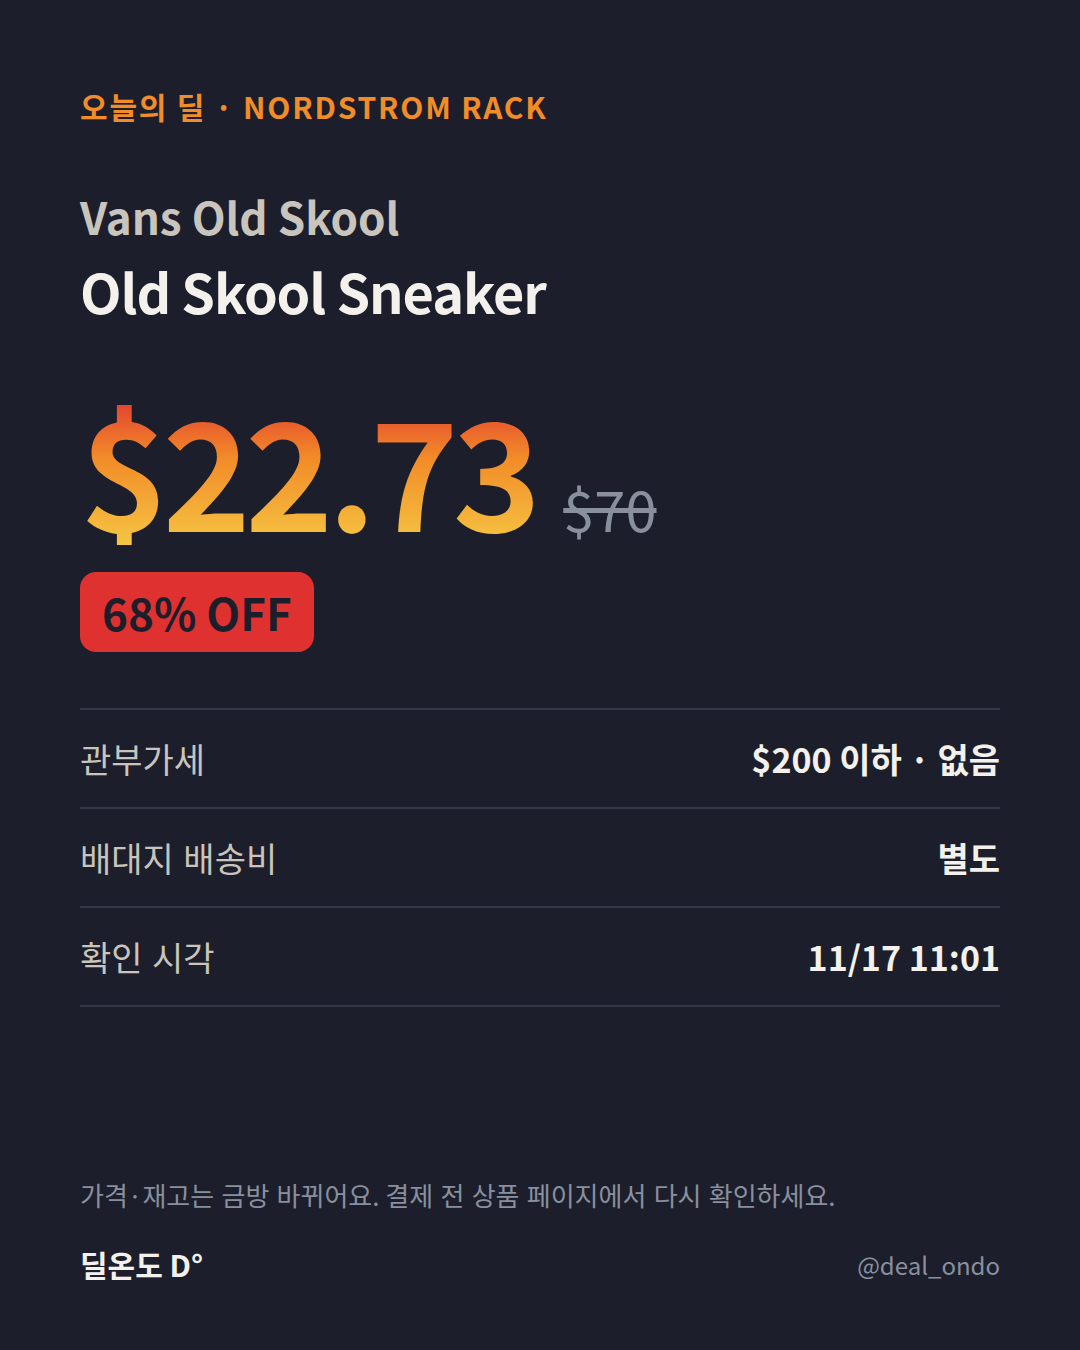 오늘의 딜 · NORDSTROM RACK
Vans Old Skool
Old Skool Sneaker
$22.73 $70
68% OFF
관부가세 $200 이하 · 없음
배대지 배송비 별도
확인 시각 11/17 11:01
가격·재고는 금방 바뀌어요. 결제 전 상품 페이지에서 다시 확인하세요.
딜온도 D° @deal_ondo